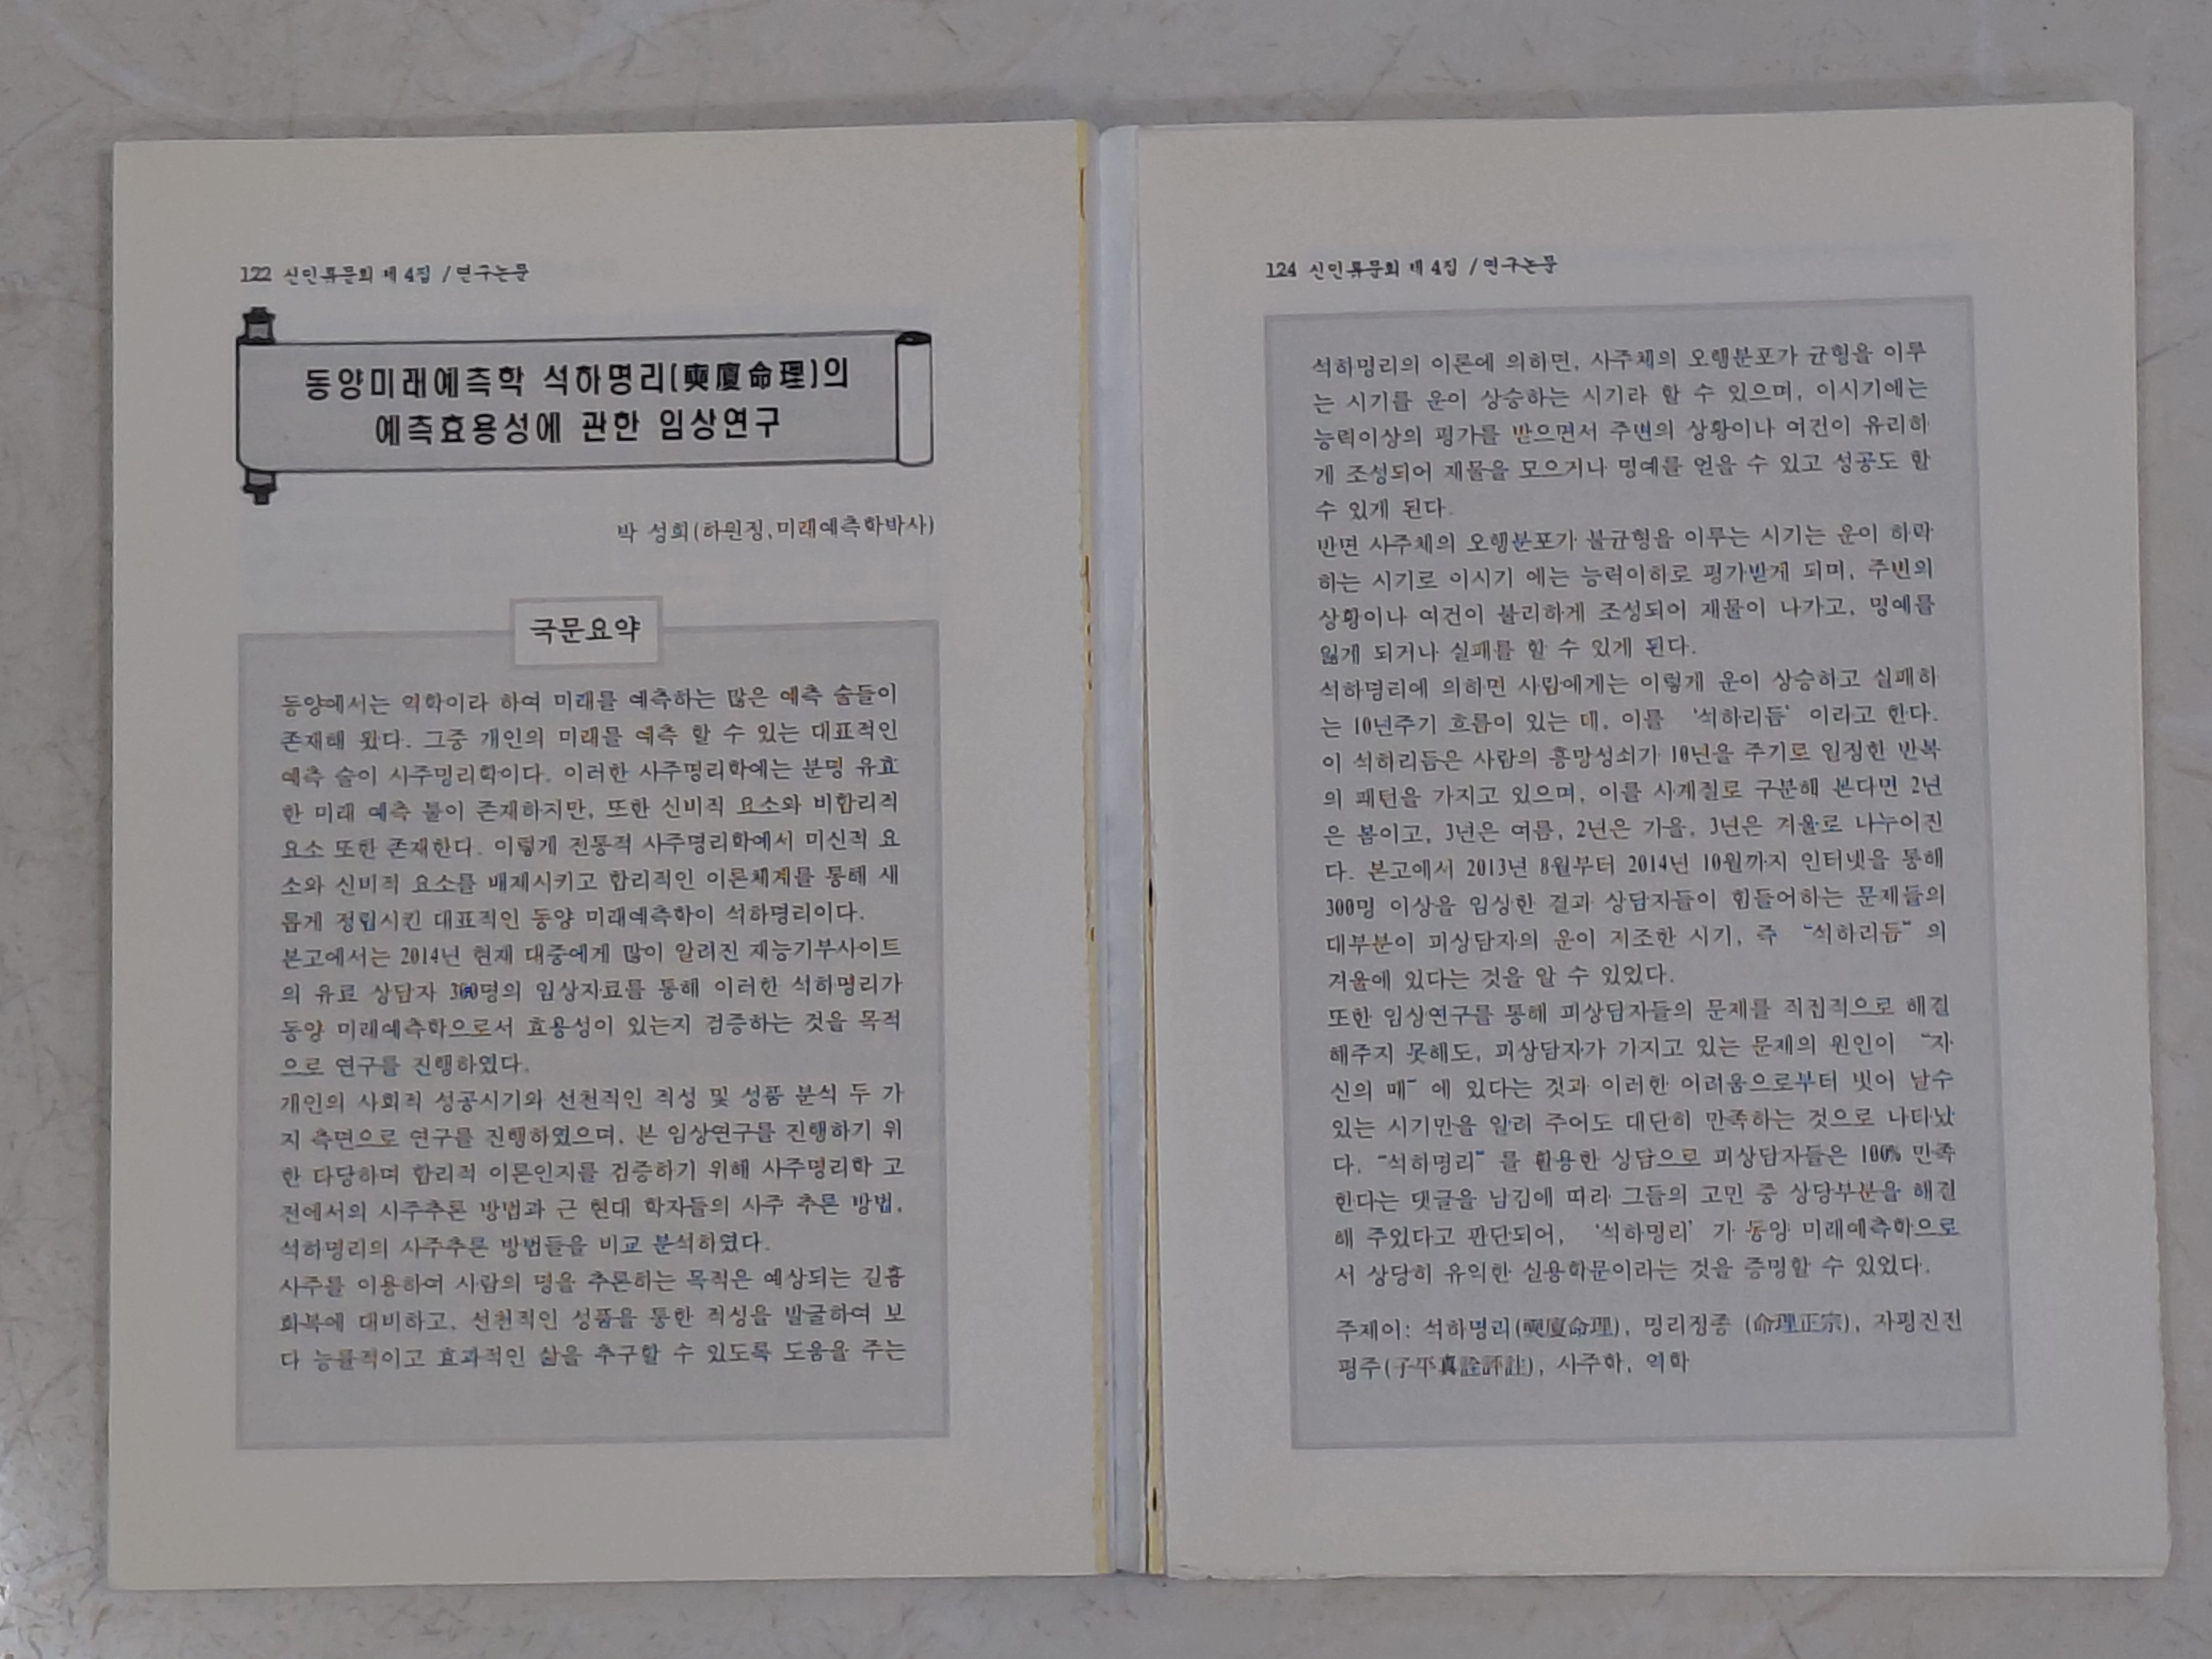 122 신인류문화 제4집 /연구논문
동양미래예측학 석하명리(奭廈命理)의
예측효용성에 관한 임상연구
박 성희(하원정,미래예측학박사)
국문요약
동양에서는 역학이라 하여 미래를 예측하는 많은 예측 술들이
존재해 왔다. 그중 개인의 미래를 예측 할 수 있는 대표적인
예측 술이 사주명리학이다. 이러한 사주명리학에는 분명 유효
한 미래 예측 툴이 존재하지만, 또한 신비적 요소와 비합리적
요소 또한 존재한다. 이렇게 전통적 사주명리학에서 미신적 요
소와 신비적 요소를 배제시키고 합리적인 이론체계를 통해 새
롭게 정립시킨 대표적인 동양 미래예측학이 석하명리이다.
본고에서는 2014년 현재 대중에게 많이 알려진 재능기부사이트
의 유료 상담자 300명의 임상자료를 통해 이러한 석하명리가
동양 미래예측학으로서 효용성이 있는지 검증하는 것을 목적
으로 연구를 진행하였다.
개인의 사회적 성공시기와 선천적인 적성 및 성품 분석 두 가
지 측면으로 연구를 진행하였으며, 본 임상연구를 진행하기 위
한 타당하며 합리적 이론인지를 검증하기 위해 사주명리학 고
전에서의 사주추론 방법과 근 현대 학자들의 사주 추론 방법,
석하명리의 사주추론 방법들을 비교 분석하였다.
사주를 이용하여 사람의 명을 추론하는 목적은 예상되는 길흉
화복에 대비하고, 선천적인 성품을 통한 적성을 발굴하여 보
다 능률적이고 효과적인 삶을 추구할 수 있도록 도움을 주는
124 신인류문화 제4집 /연구논문
석하명리의 이론에 의하면, 사주체의 오행분포가 균형을 이루
는 시기를 운이 상승하는 시기라 할 수 있으며, 이시기에는
능력이상의 평가를 받으면서 주변의 상황이나 여건이 유리하
게 조성되어 재물을 모으거나 명예를 얻을 수 있고 성공도 할
수 있게 된다.
반면 사주체의 오행분포가 불균형을 이루는 시기는 운이 하락
하는 시기로 이시기 에는 능력이하로 평가받게 되며, 주변의
상황이나 여건이 불리하게 조성되어 재물이 나가고, 명예를
잃게 되거나 실패를 할 수 있게 된다.
석하명리에 의하면 사람에게는 이렇게 운이 상승하고 실패하
는 10년주기 흐름이 있는 데, 이를 '석하리듬' 이라고 한다.
이 석하리듬은 사람의 흥망성쇠가 10년을 주기로 일정한 반복
의 패턴을 가지고 있으며, 이를 사계절로 구분해 본다면 2년
은 봄이고, 3년은 여름, 2년은 가을, 3년은 겨울로 나누어진
다. 본고에서 2013년 8월부터 2014년 10월까지 인터넷을 통해
300명 이상을 임상한 결과 상담자들이 힘들어하는 문제들의
대부분이 피상담자의 운이 저조한 시기, 즉 "석하리듬" 의
겨울에 있다는 것을 알 수 있었다.
또한 임상연구를 통해 피상담자들의 문제를 직접적으로 해결
해주지 못해도, 피상담자가 가지고 있는 문제의 원인이 "자
신의 때" 에 있다는 것과 이러한 어려움으로부터 벗어 날수
있는 시기만을 알려 주어도 대단히 만족하는 것으로 나타났
다. "석하명리" 를 활용한 상담으로 피상담자들은 100% 만족
한다는 댓글을 남김에 따라 그들의 고민 중 상당부분을 해결
해 주었다고 판단되어, '석하명리' 가 동양 미래예측학으로
서 상당히 유의한 실용학문이라는 것을 증명할 수 있었다.
주제어: 석하명리(奭廈命理), 명리정종 (命理正宗), 자평진전
평주(子平真詮評註), 사주학, 역학